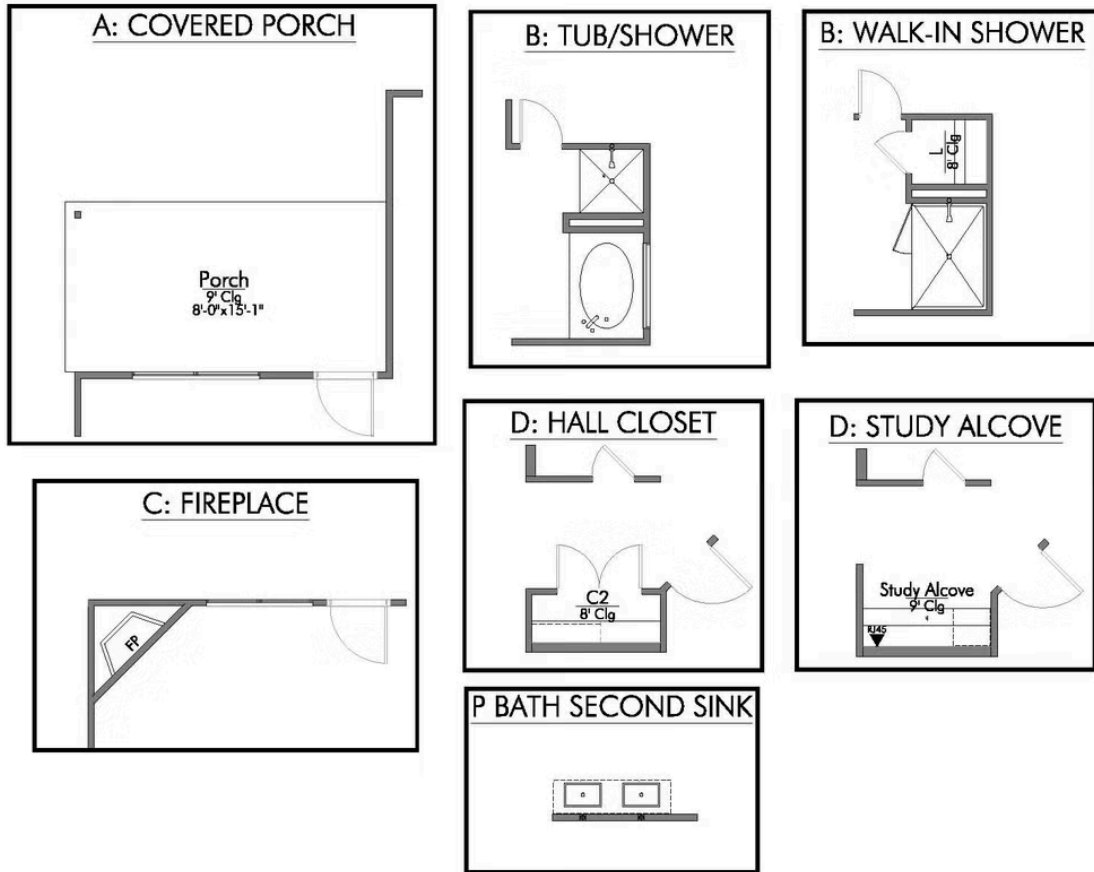 A: COVERED PORCH
Porch
9' Clg
8'-0"x15'-1"
B: TUB/SHOWER
B: WALK-IN SHOWER
L
8' Clg
C: FIREPLACE
FP
D: HALL CLOSET
C2
8' Clg
D: STUDY ALCOVE
Study Alcove
9' Clg
RJ45
P BATH SECOND SINK